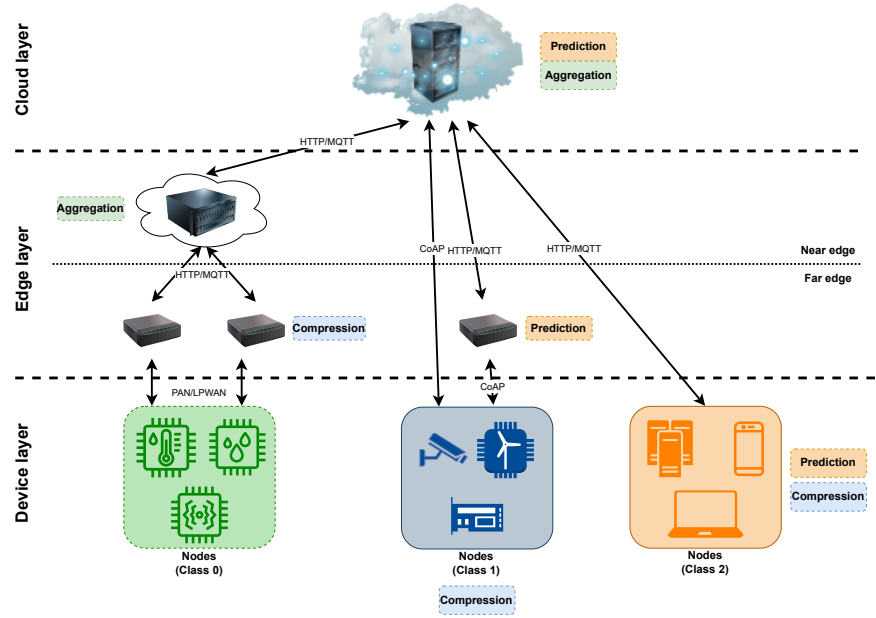 Cloud layer
Prediction
Aggregation
HTTP/MQTT
Edge layer
Aggregation
CoAP
HTTP/MQTT
HTTP/MQTT
Near edge
HTTP/MQTT
Far edge
Compression
Prediction
Device layer
PAN/LPWAN
CoAP
Prediction
Compression
Nodes
(Class 0)
Nodes
(Class 1)
Nodes
(Class 2)
Compression